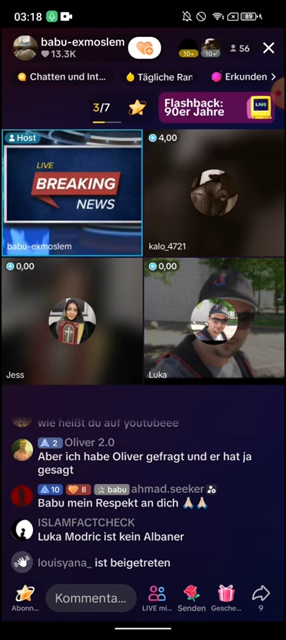 03:18
89
babu-exmoslem
13.3K
10+
10+
56
Chatten und Int...
Tägliche Ran
Erkunden
3/7
Flashback:
90er Jahre
LIVE
Host
4,00
LIVE
BREAKING
NEWS
babu-exmoslem
kalo_4721
0,00
0,00
Jess
Luka
wie heißt du auf youtubeee
2 Oliver 2.0
Aber ich habe Oliver gefragt und er hat ja
gesagt
10 II babu ahmad.seeker
Babu mein Respekt an dich 🙏🏻🙏🏻
ISLAMFACTCHECK
Luka Modric ist kein Albaner
louisyana_ ist beigetreten
Kommenta...
Abonn...
LIVE mi...
Senden
Gesche...
9